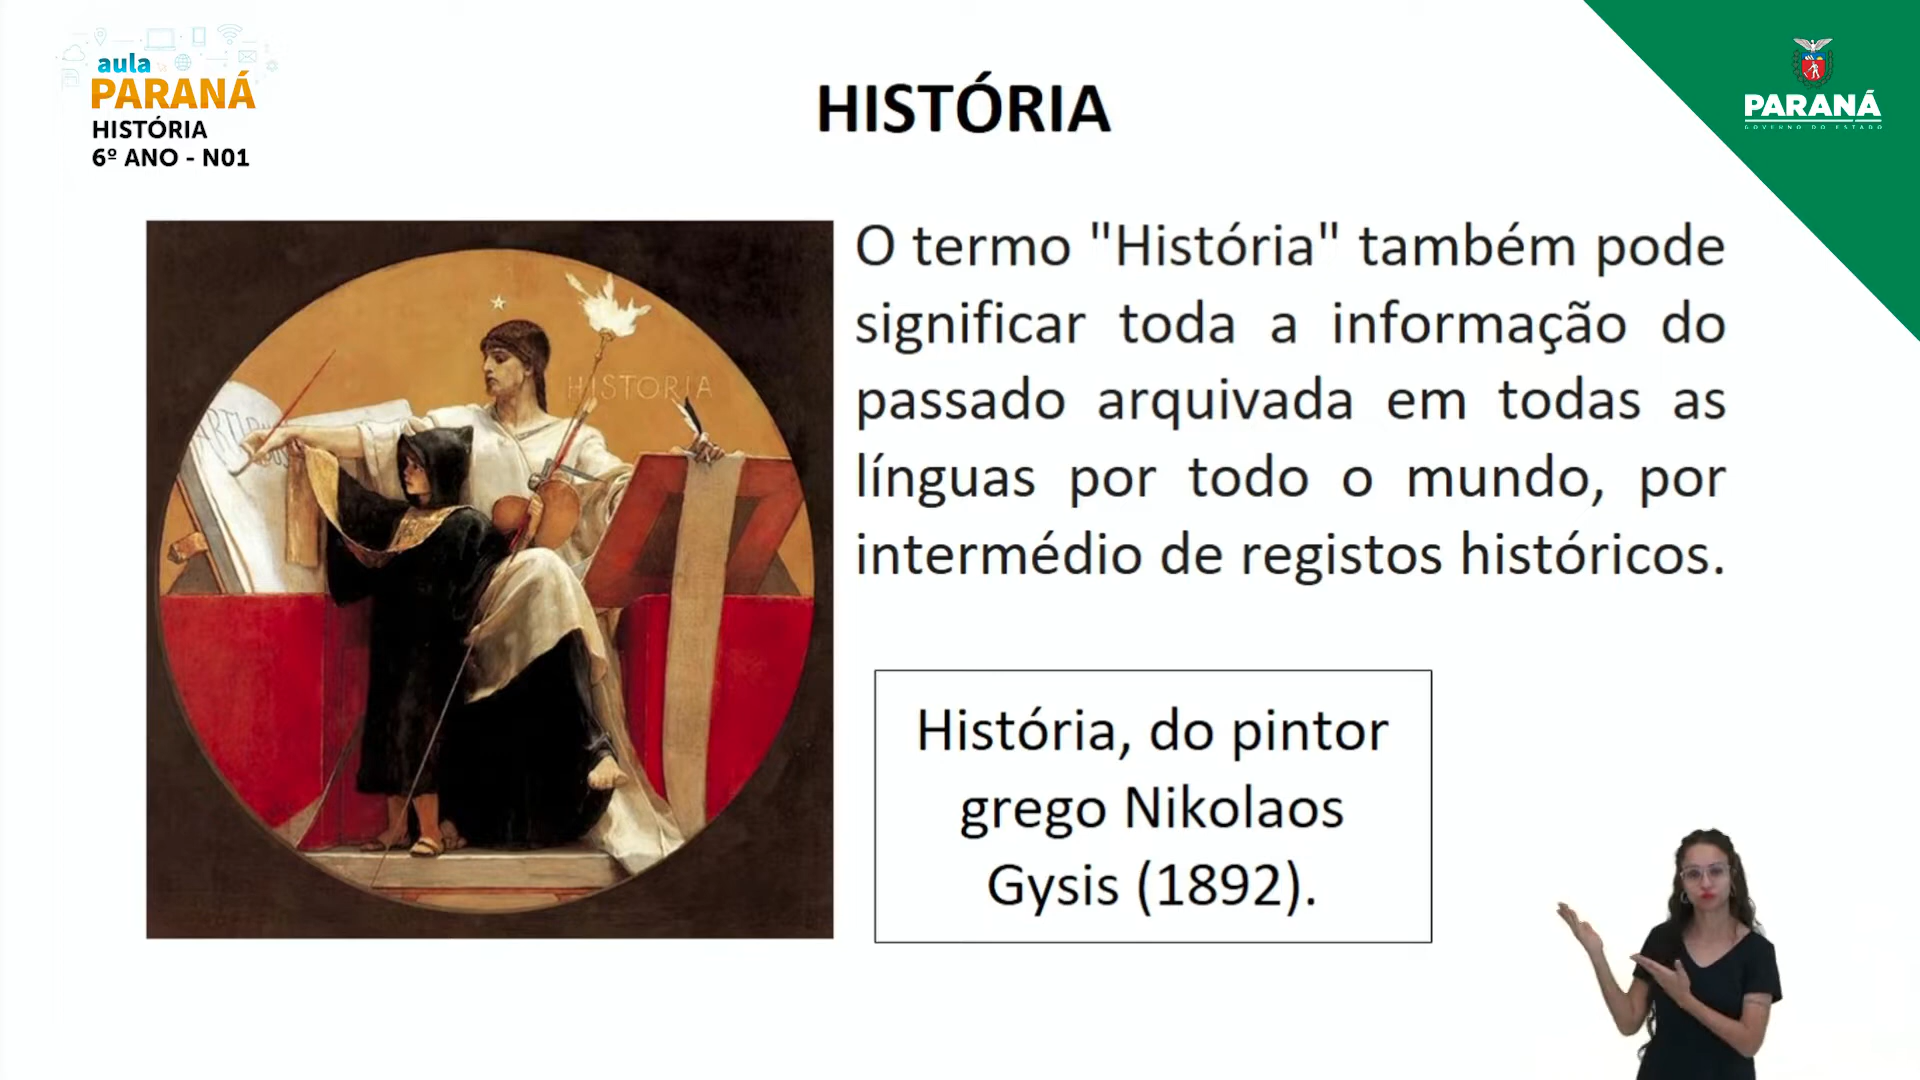 aula
PARANÁ
HISTÓRIA
6º ANO - N01
HISTÓRIA
PARANÁ
GOVERNO DO ESTADO
HISTORIA
O termo "História" também pode
significar toda a informação do
passado arquivada em todas as
línguas por todo o mundo, por
intermédio de registos históricos.
História, do pintor
grego Nikolaos
Gysis (1892).